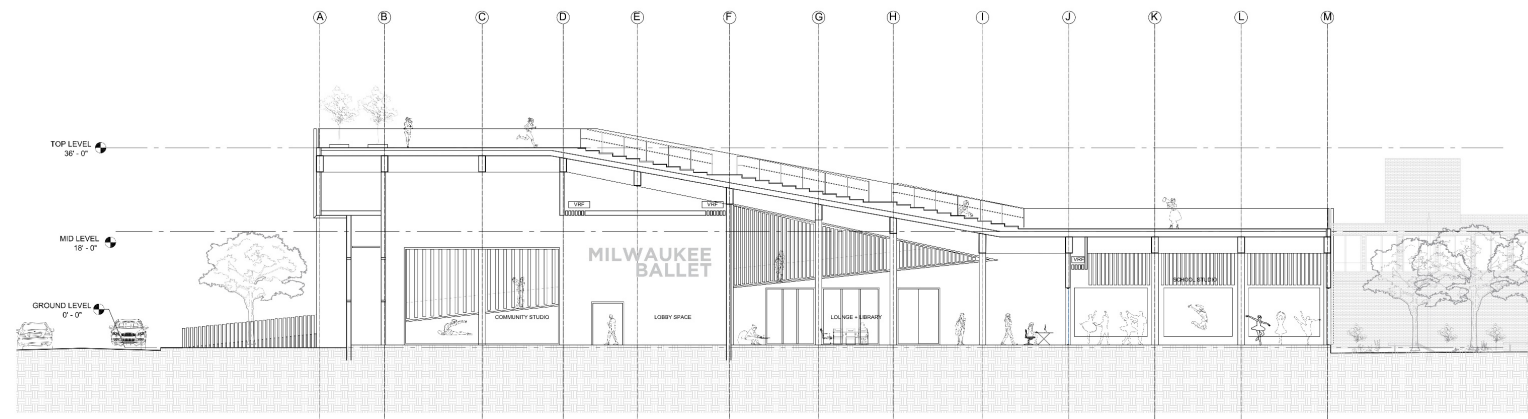 A B C D E F G H I J K L M
TOP LEVEL
36' - 0"
MID LEVEL
18' - 0"
GROUND LEVEL
0' - 0"
VRF VRF
VRF
MILWAUKEE
BALLET
SCHOOL STUDIO
COMMUNITY STUDIO LOBBY SPACE LOUNGE + LIBRARY